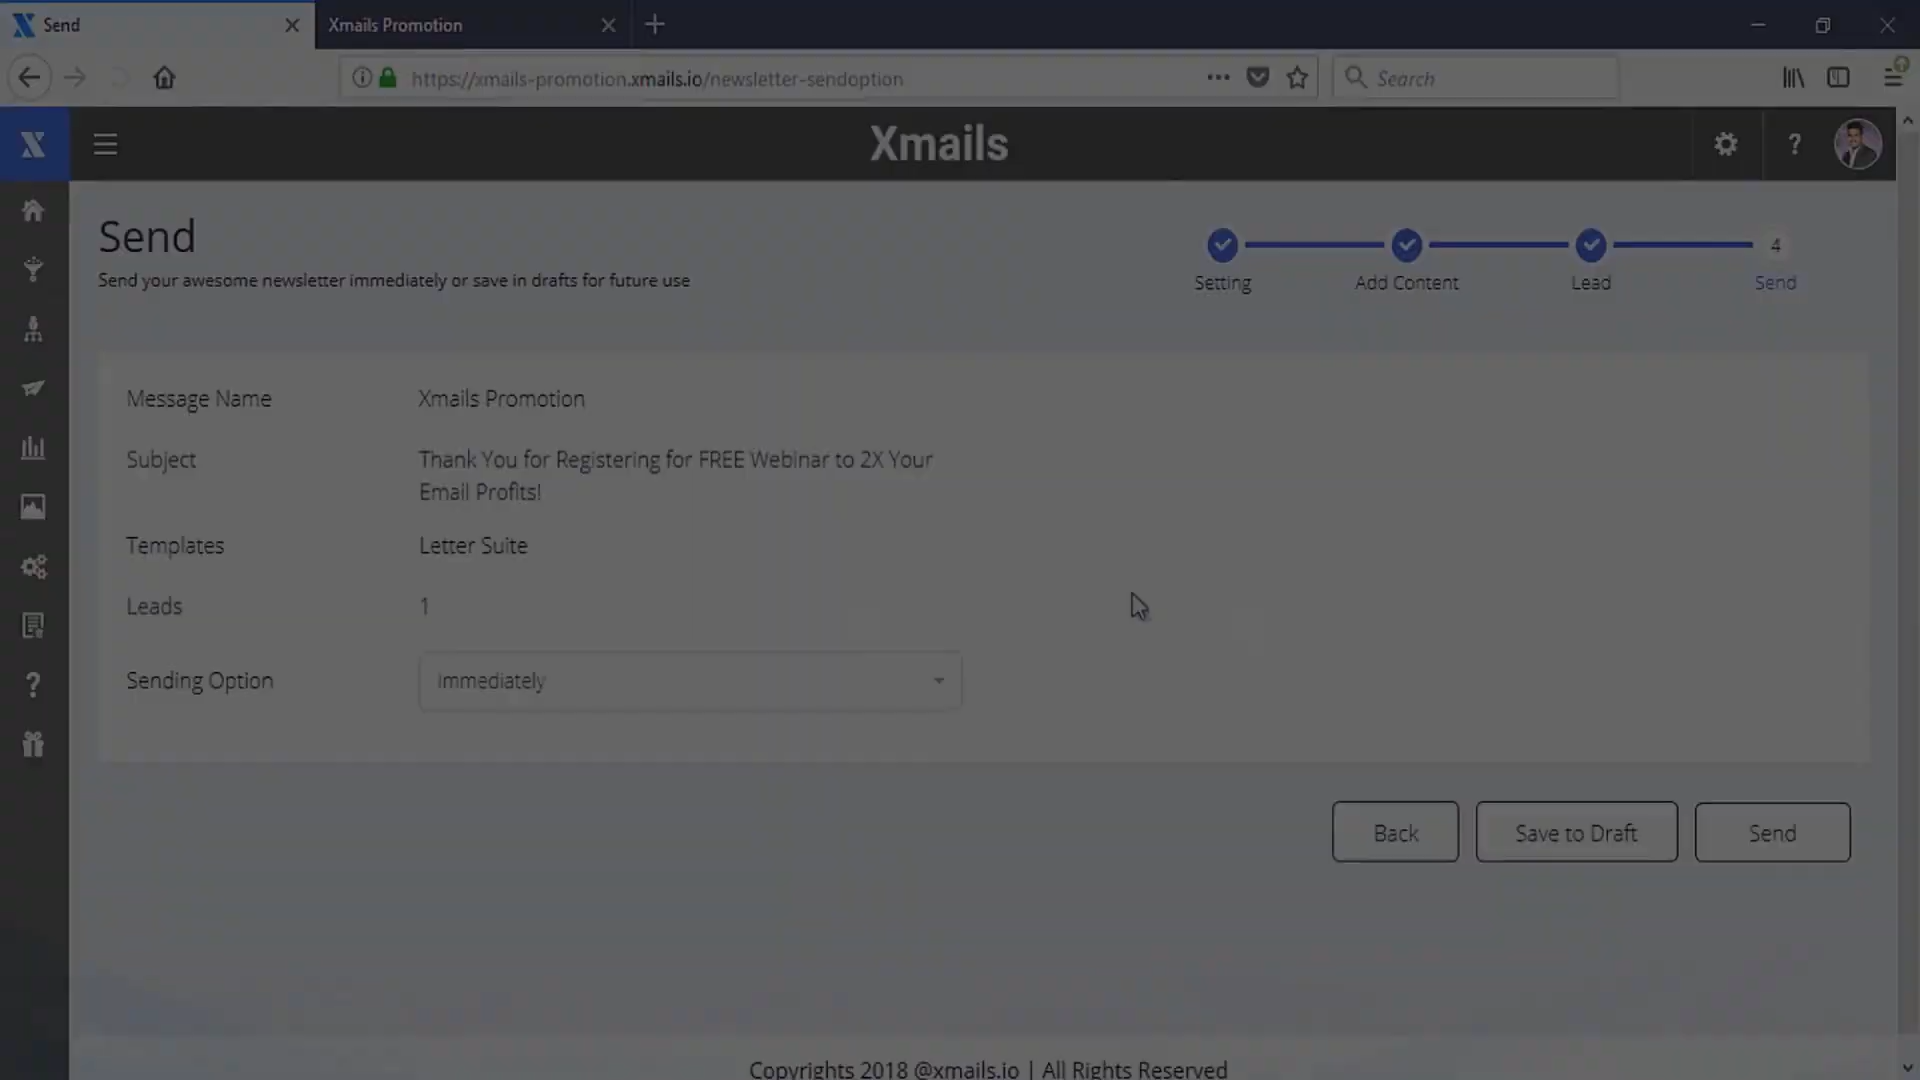 Send
Xmails Promotion
https://xmails-promotion.xmails.io/newsletter-sendoption
Search
Xmails
?
Send
Send your awesome newsletter immediately or save in drafts for future use
4
Setting
Add Content
Lead
Send
Message Name
Xmails Promotion
Subject
Thank You for Registering for FREE Webinar to 2X Your
Email Profits!
Templates
Letter Suite
Leads
1
Sending Option
Immediately
?
Back
Save to Draft
Send
Copyrights 2018 @xmails.io | All Rights Reserved